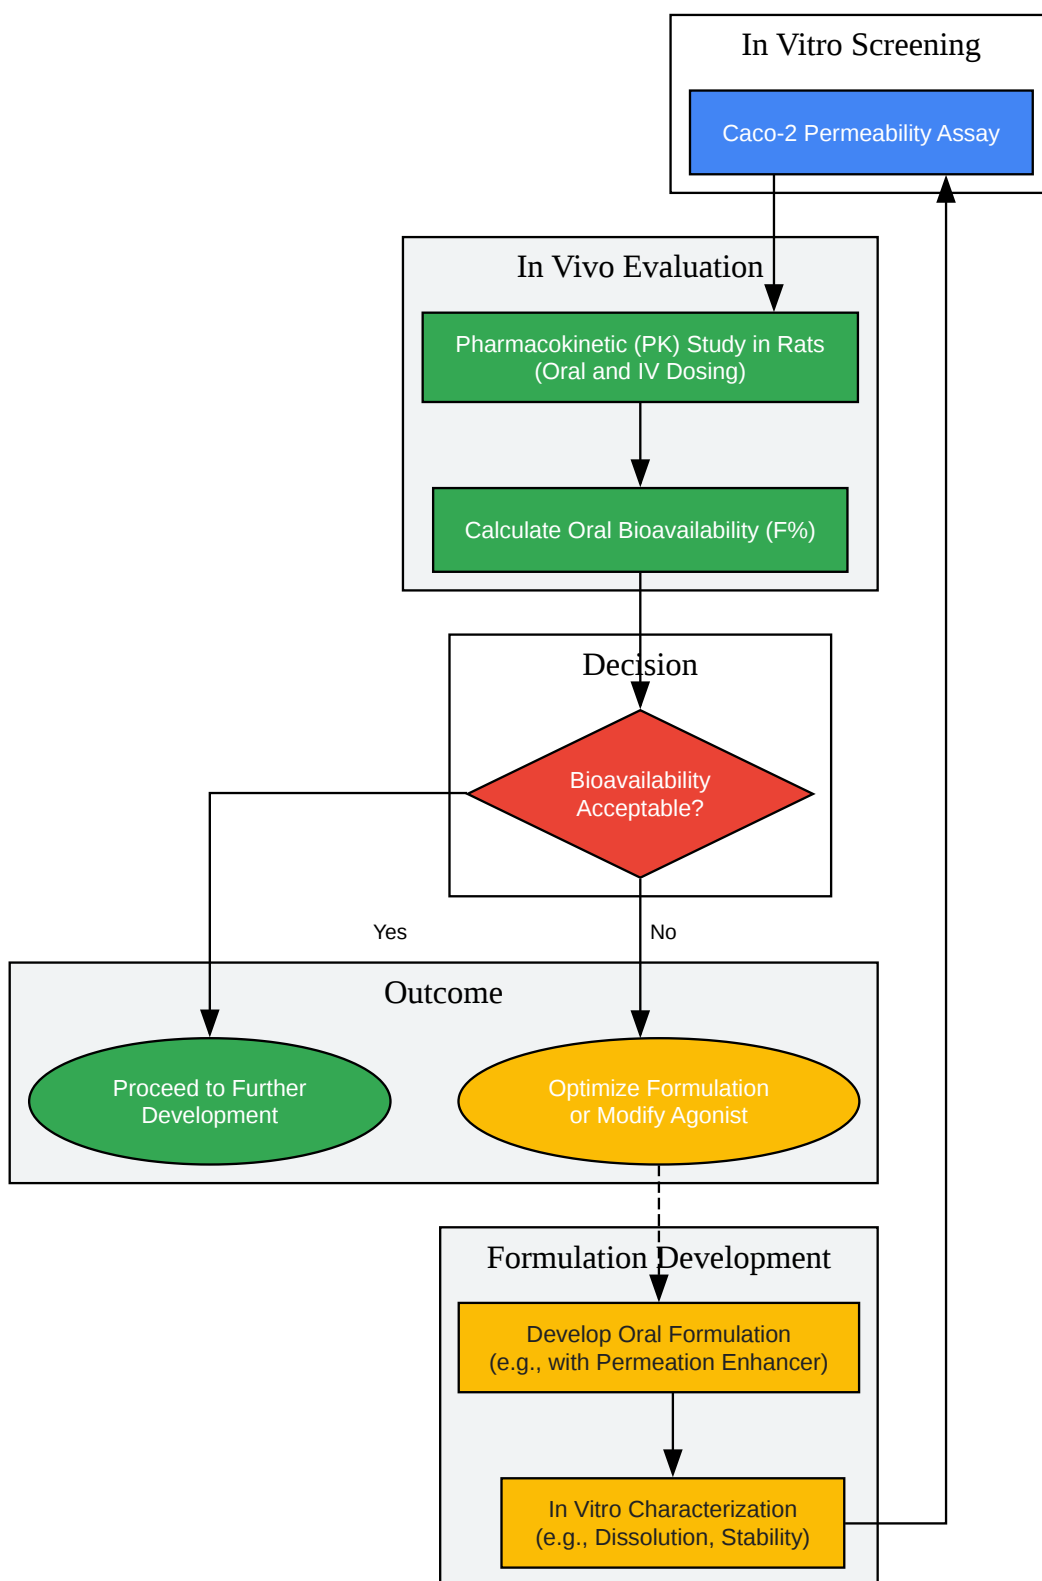 In Vitro Screening
Caco-2 Permeability Assay
In Vivo Evaluation
Pharmacokinetic (PK) Study in Rats
(Oral and IV Dosing)
Calculate Oral Bioavailability (F%)
Decision
Bioavailability
Acceptable?
Yes
No
Outcome
Proceed to Further
Development
Optimize Formulation
or Modify Agonist
Formulation Development
Develop Oral Formulation
(e.g., with Permeation Enhancer)
In Vitro Characterization
(e.g., Dissolution, Stability)